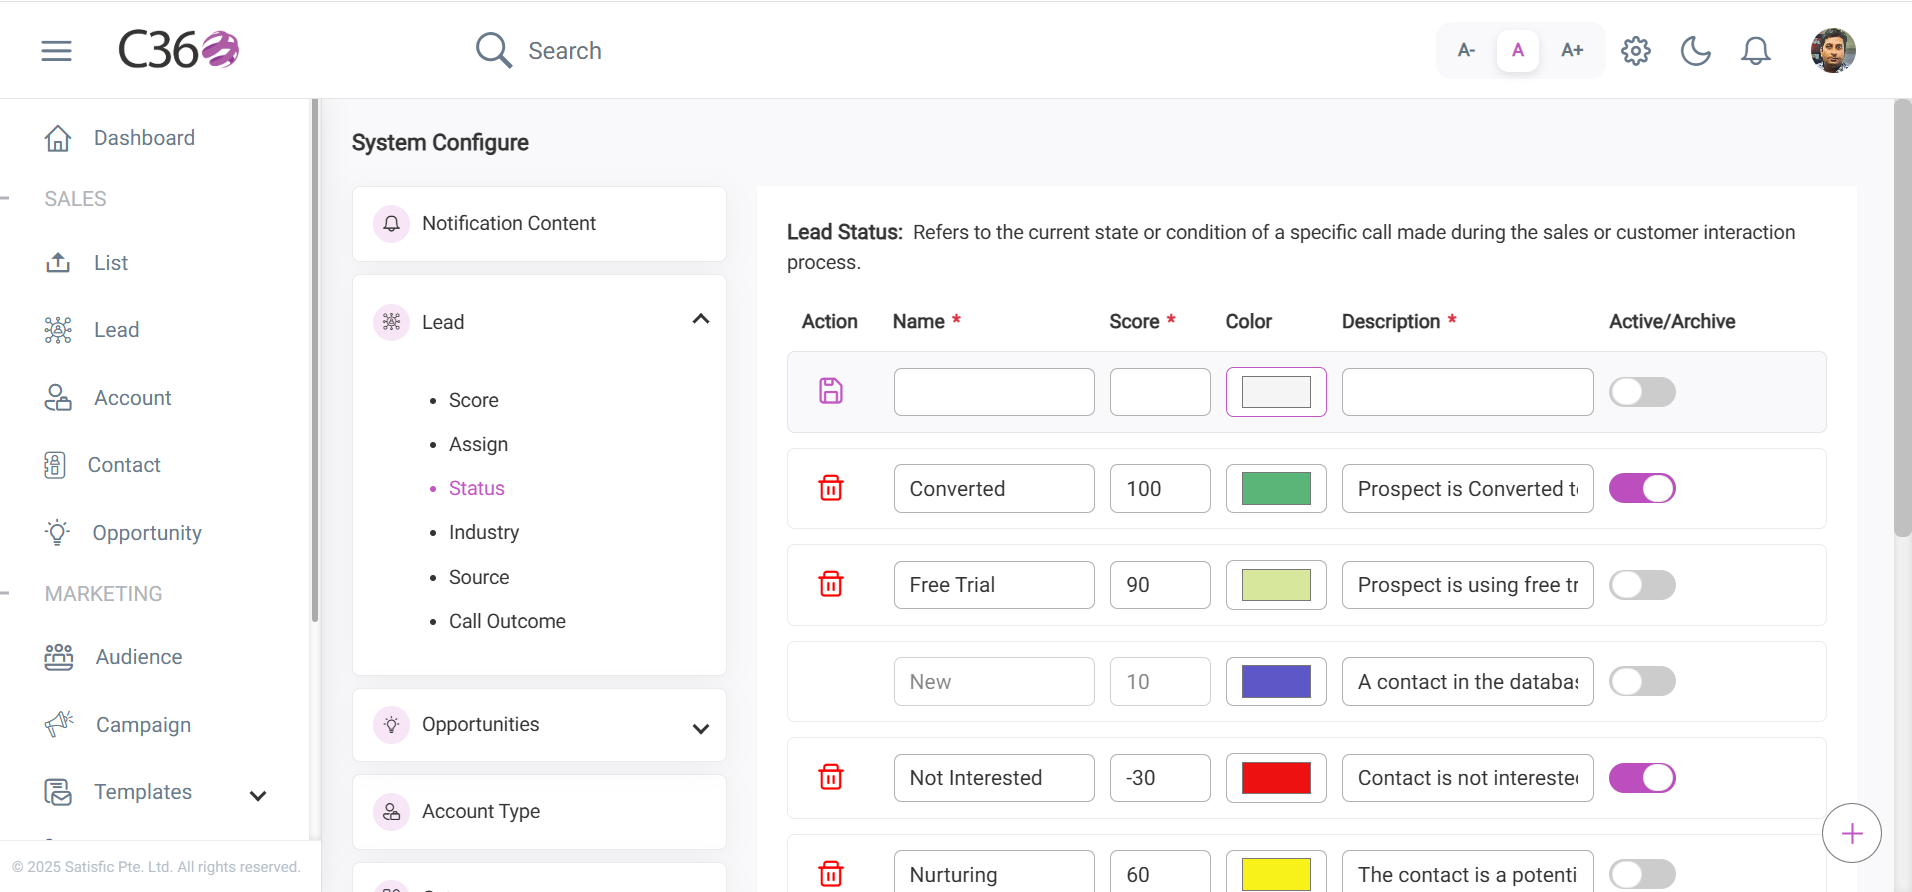 C36
Search
A-
A
A+
Dashboard
SALES
List
Lead
Account
Contact
Opportunity
MARKETING
Audience
Campaign
Templates
© 2025 Satisfic Pte. Ltd. All rights reserved.
System Configure
Notification Content
Lead
Score
Assign
Status
Industry
Source
Call Outcome
Opportunities
Account Type
Lead Status: Refers to the current state or condition of a specific call made during the sales or customer interaction
process.
Action Name * Score * Color Description * Active/Archive
Converted 100 Prospect is Converted t
Free Trial 90 Prospect is using free tr
New 10 A contact in the databa
Not Interested -30 Contact is not intereste
Nurturing 60 The contact is a potenti